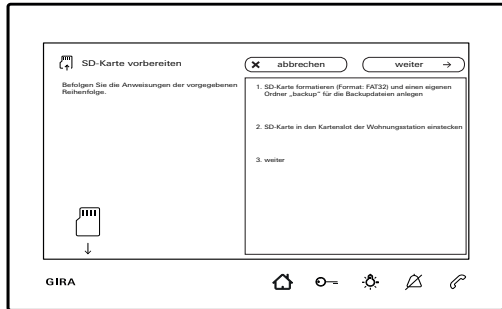 SD-Karte vorbereiten
abbrechen
weiter
Befolgen Sie die Anweisungen der vorgegebenen
Reihenfolge.
1. SD-Karte formatieren (Format: FAT32) und einen eigenen
Ordner „backup“ für die Backupdateien anlegen
2. SD-Karte in den Kartenslot der Wohnungsstation einstecken
3. weiter
GIRA